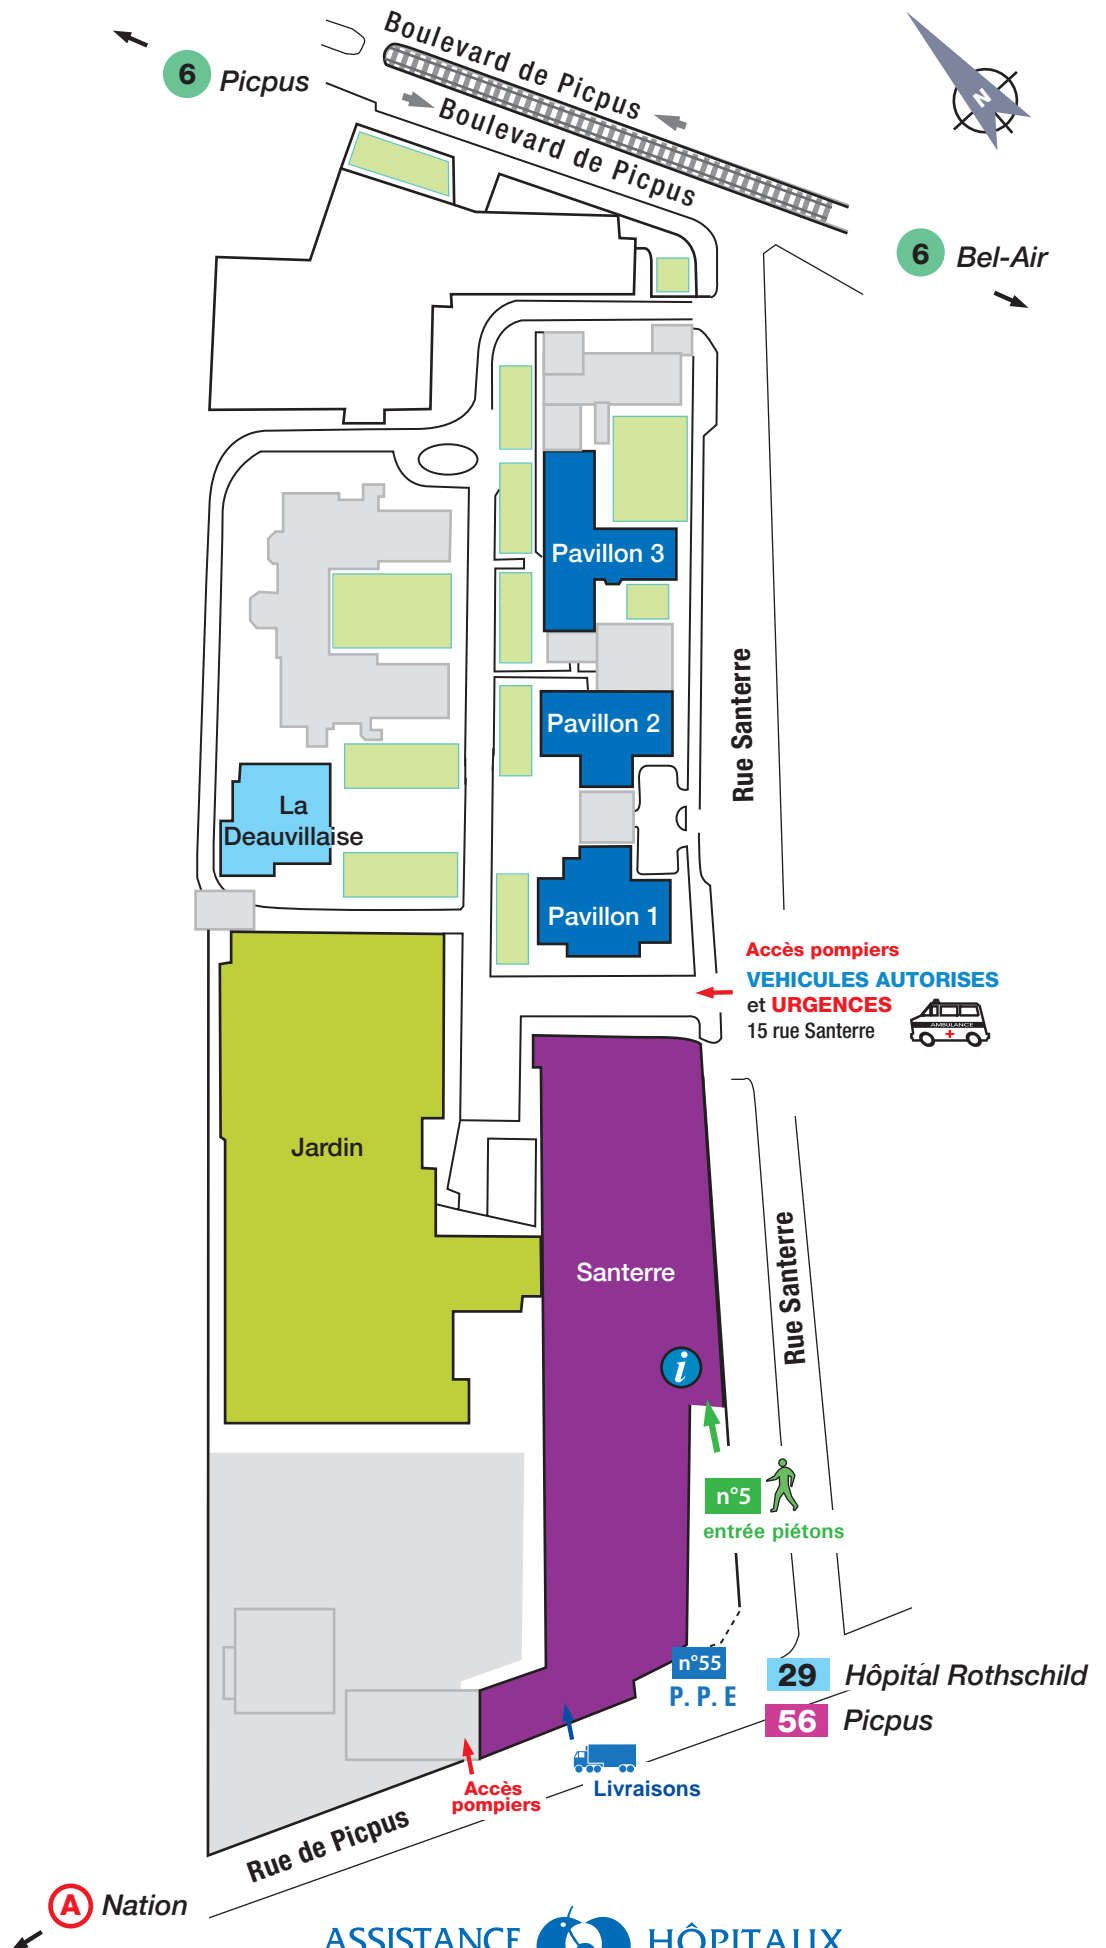 Boulevard de Picpus
6 Picpus
Boulevard de Picpus
N
6 Bel-Air
Pavillon 3
Rue Santerre
Pavillon 2
La
Deauvillaise
Pavillon 1
Accès pompiers
VEHICULES AUTORISES
et URGENCES
15 rue Santerre
AMBULANCE
Jardin
Santerre
Rue Santerre
i
n°5
entrée piétons
n°55
P. P. E
29 Hôpital Rothschild
56 Picpus
Livraisons
Accès
pompiers
Rue de Picpus
A Nation
ASSISTANCE HÔPITAUX